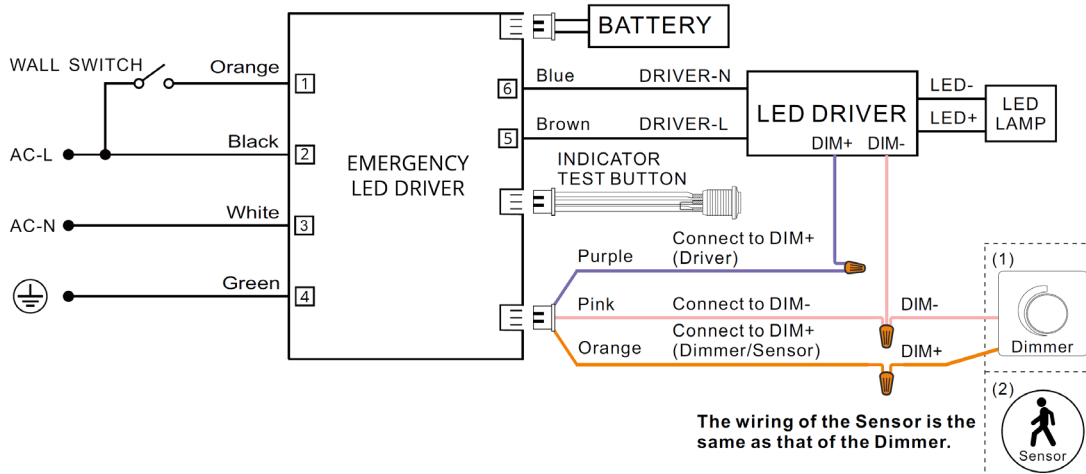 BATTERY
WALL SWITCH
Orange
1
Blue
DRIVER-N
6
LED DRIVER
LED-
LED+
LED
LAMP
Black
AC-L
2
Brown
DRIVER-L
5
DIM+
DIM-
EMERGENCY
LED DRIVER
INDICATOR
TEST BUTTON
White
AC-N
3
Purple
Connect to DIM+
(Driver)
Green
4
Pink
Connect to DIM-
DIM-
Orange
Connect to DIM+
(Dimmer/Sensor)
DIM+
(1)
Dimmer
(2)
Sensor
The wiring of the Sensor is the
same as that of the Dimmer.